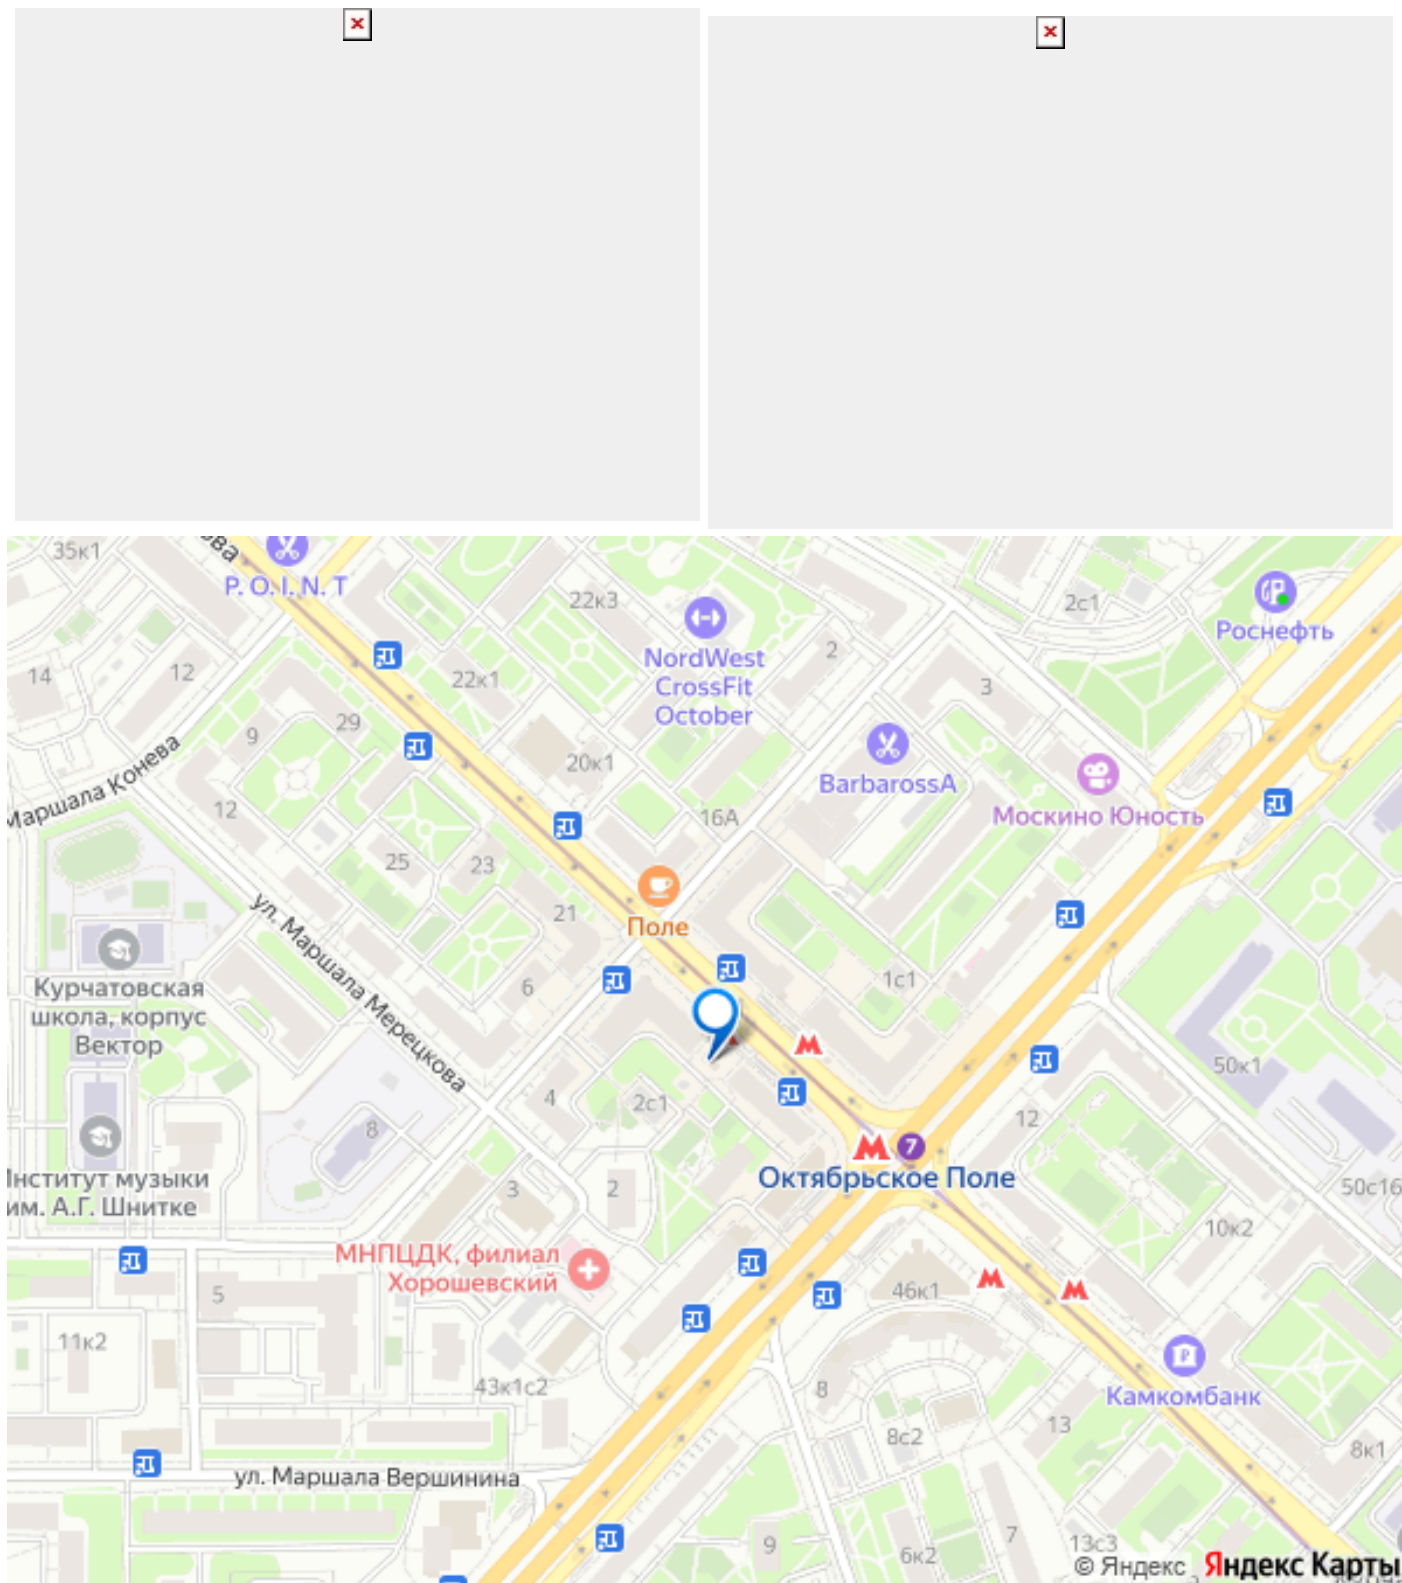 35к1
ова
P. O. I. N. T
22к3
2с1
Роснефть
14
12
22к1
NordWest
CrossFit
October
2
3
9
29
20к1
BarbarossA
Москино Юность
Маршала Конева
12
16А
25
23
21
Поле
ул. Маршала Мерецкова
Курчатовская
школа, корпус
Вектор
6
1с1
50к1
4
2с1
12
8
7
Октябрьское Поле
Институт музыки
им. А.Г. Шнитке
3
2
50с16
10к2
МНПЦДК, филиал
Хорошевский
5
46к1
11к2
43к1с2
8
Камкомбанк
13
8с2
8к1
ул. Маршала Вершинина
7
9
6к2
13с3
© Яндекс Яндекс Карты